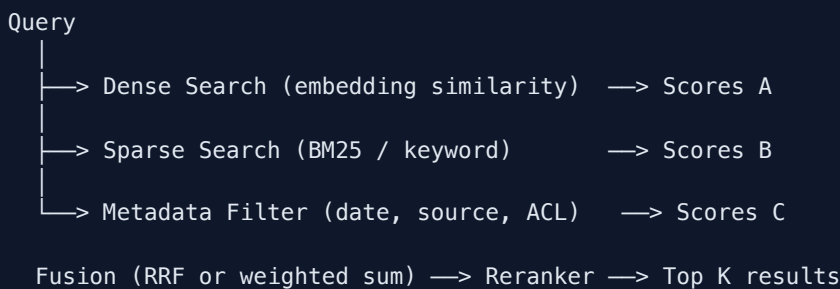 Query
Dense Search (embedding similarity) ──> Scores A
Sparse Search (BM25 / keyword) ──> Scores B
Metadata Filter (date, source, ACL) ──> Scores C
Fusion (RRF or weighted sum) ──> Reranker ──> Top K results